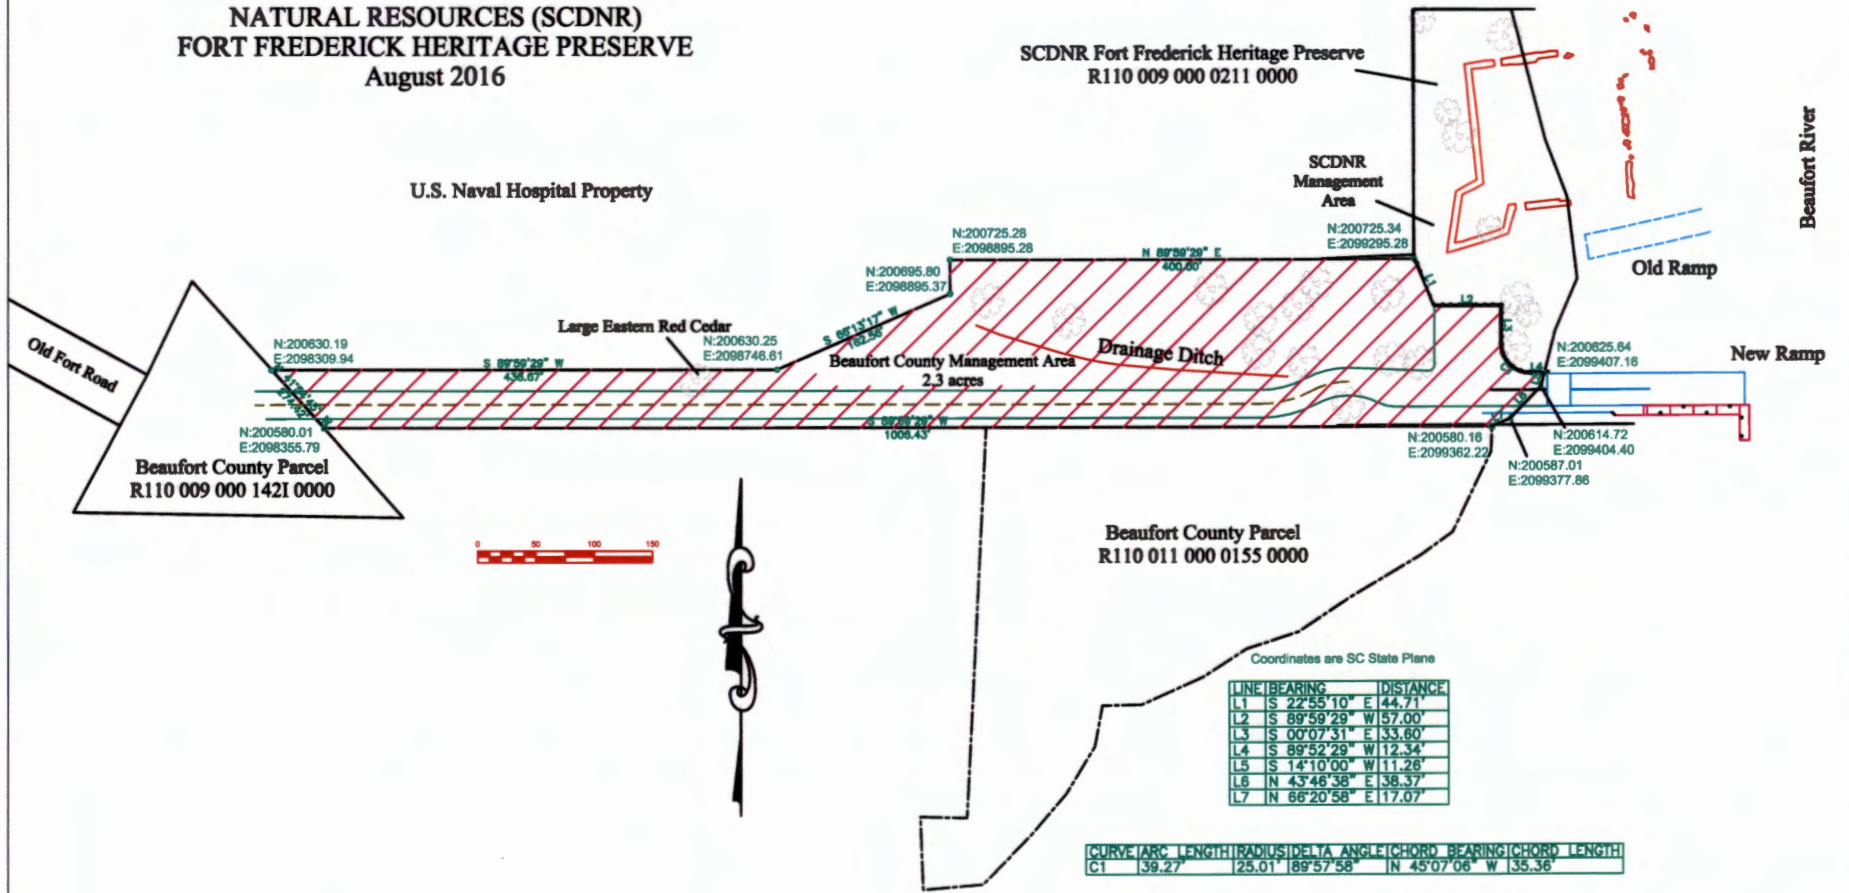 NATURAL RESOURCES (SCDNR)
FORT FREDERICK HERITAGE PRESERVE
August 2016
SCDNR Fort Frederick Heritage Preserve
R110 009 000 0211 0000
U.S. Naval Hospital Property
SCDNR
Management
Area
Beaufort River
Old Ramp
New Ramp
N:200725.28
E:2098895.28
N 89°59'29" E
400.00'
N:200725.34
E:2099295.28
N:200695.80
E:2098895.37
S 66°13'17" W
162.56'
Large Eastern Red Cedar
N:200630.25
E:2098746.61
Old Fort Road
N:200630.19
E:2098309.94
S 89°59'29" W
436.67'
Beaufort County Management Area
2.3 acres
Drainage Ditch
L1
L2
L3
C1
L6
N:200625.64
E:2099407.16
S 89°59'29" W
1006.43'
N:200580.01
E:2098355.79
N:200580.16
E:2099362.22
N:200614.72
E:2099404.40
N:200587.01
E:2099377.86
Beaufort County Parcel
R110 009 000 142I 0000
0 50 100 150
Beaufort County Parcel
R110 011 000 0155 0000
Coordinates are SC State Plane
LINE BEARING DISTANCE
L1 S 22°55'10" E 44.71'
L2 S 89°59'29" W 57.00'
L3 S 00°07'31" E 33.60'
L4 S 89°52'29" W 12.34'
L5 S 14°10'00" W 11.26'
L6 N 43°46'38" E 38.37'
L7 N 66°20'58" E 17.07'
CURVE ARC LENGTH RADIUS DELTA ANGLE CHORD BEARING CHORD LENGTH
C1 39.27' 25.01' 89°57'58" N 45°07'06" W 35.36'